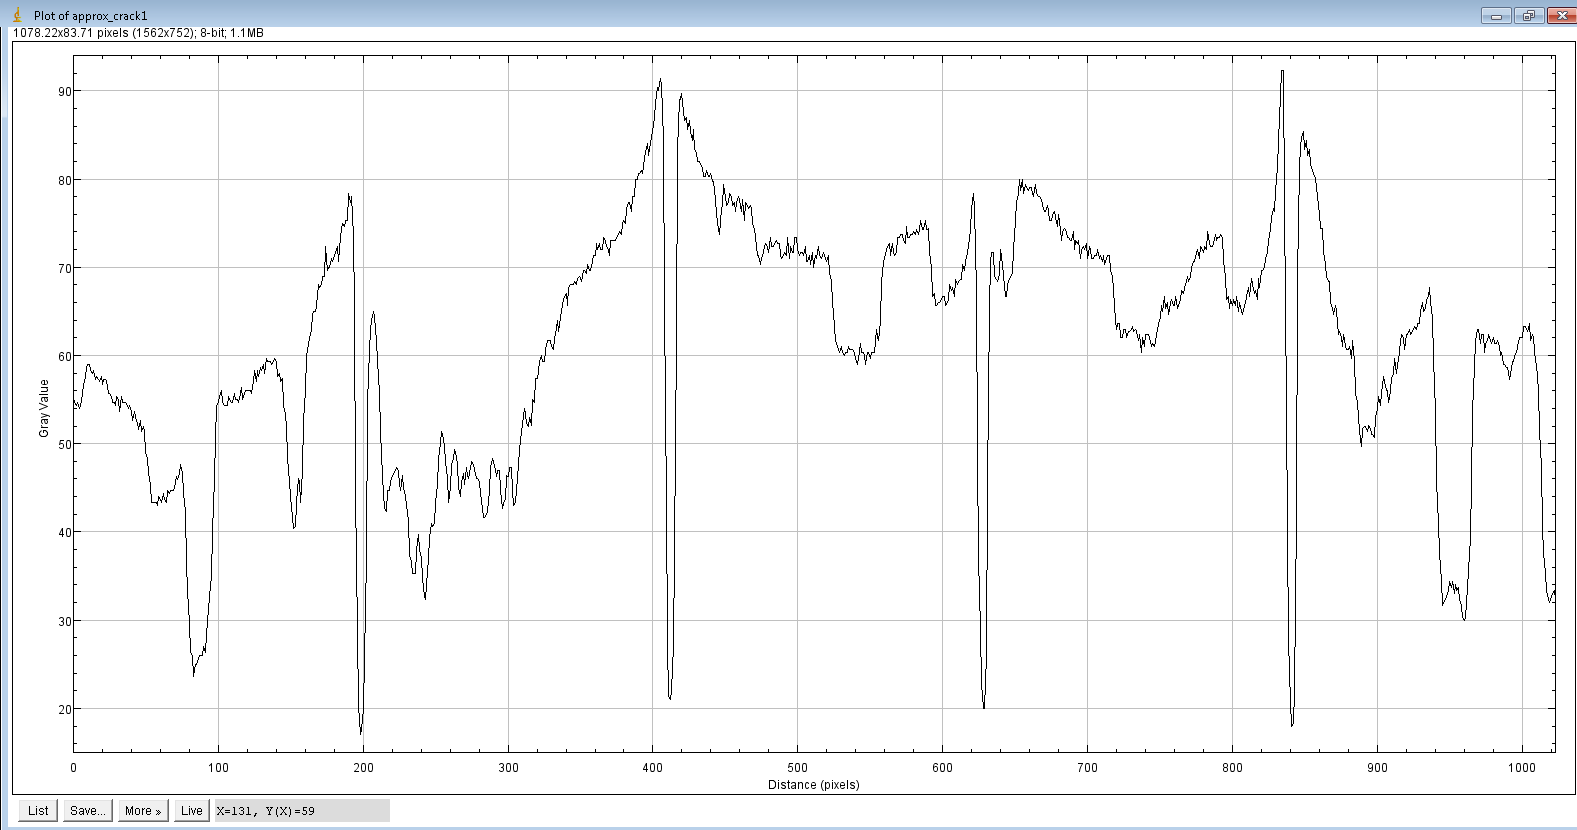 Plot of approx_crack1
1078.22x83.71 pixels (1562x752); 8-bit; 1.1MB
90
80
70
60
50
40
30
20
Gray Value
0 100 200 300 400 500 600 700 800 900 1000
Distance (pixels)
List Save... More » Live X=131, Y(X)=59